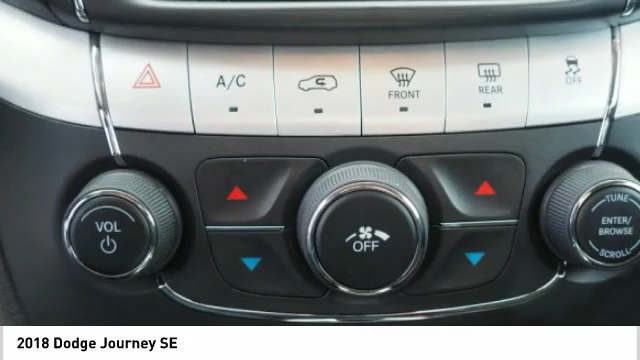 A/C
FRONT
REAR
OFF
VOL
OFF
TUNE
ENTER/
BROWSE
SCROLL
2018 Dodge Journey SE